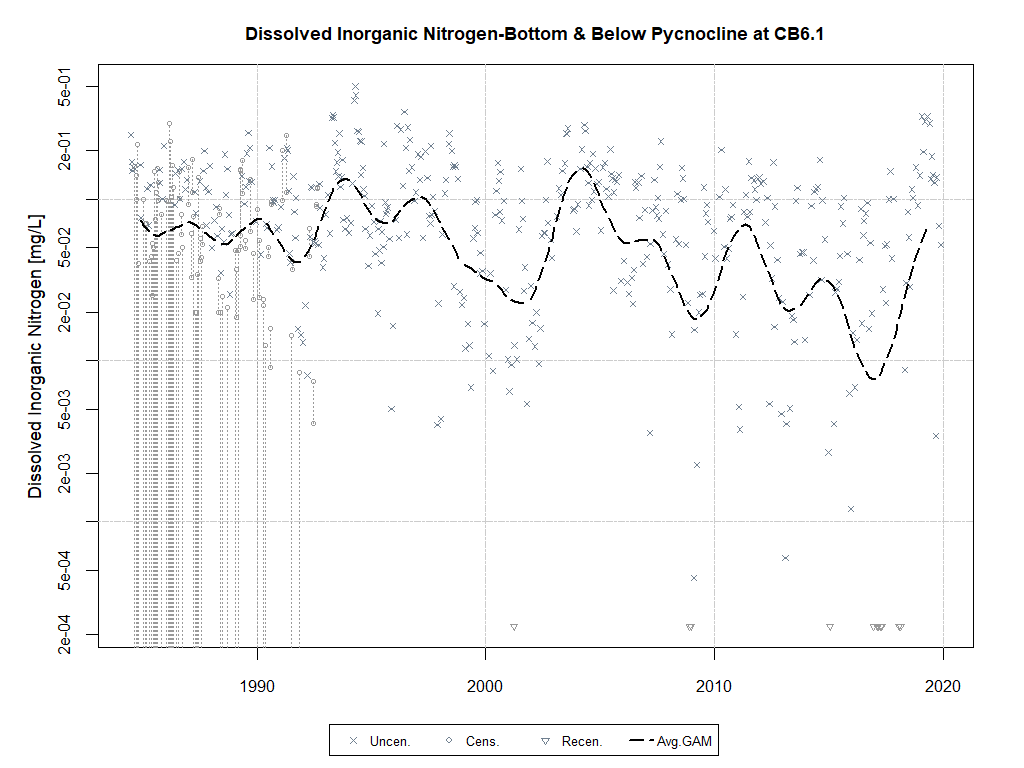 Dissolved Inorganic Nitrogen-Bottom & Below Pycnocline at CB6.1
Dissolved Inorganic Nitrogen [mg/L]
5e-01
2e-01
5e-02
2e-02
5e-03
2e-03
5e-04
2e-04
1990
2000
2010
2020
Uncen.
Cens.
Recen.
Avg.GAM